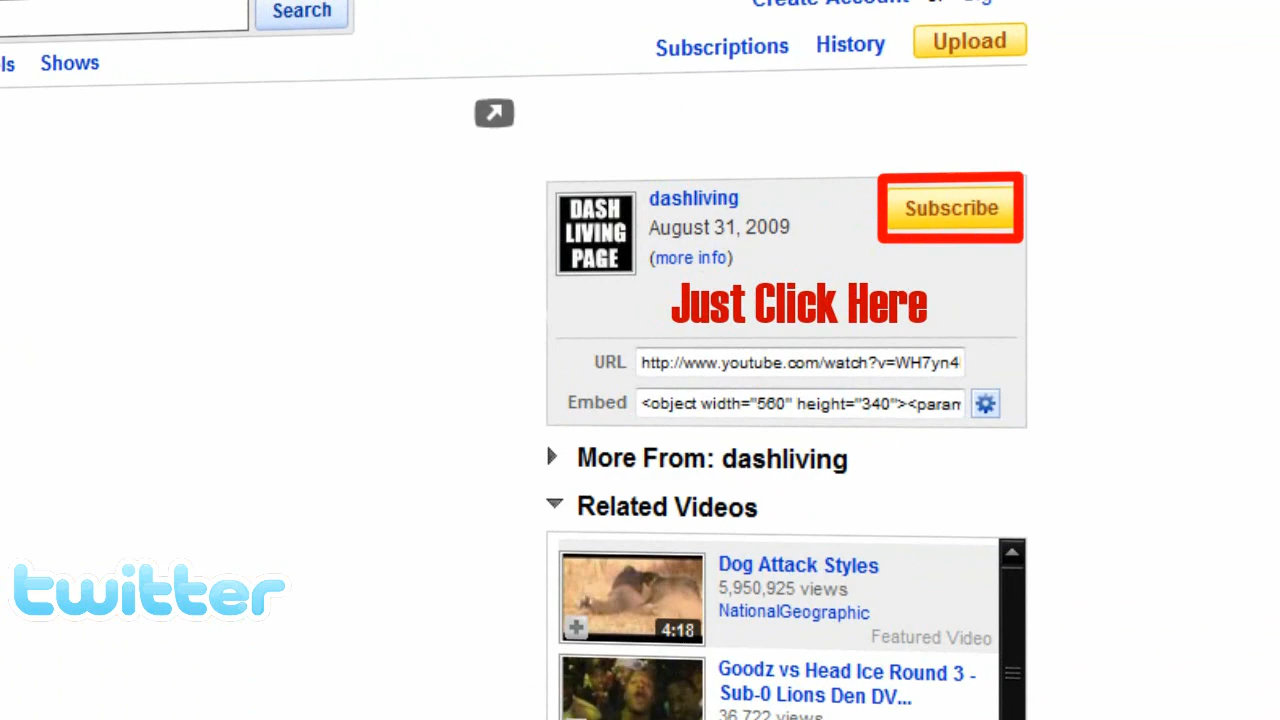 Search
Create Account
ls Shows
Subscriptions History Upload
DASH
LIVING
PAGE
dashliving
August 31, 2009
(more info)
Subscribe
Just Click Here
URL http://www.youtube.com/watch?v=WH7yn4
Embed <object width="560" height="340"><param
More From: dashliving
Related Videos
Dog Attack Styles
5,950,925 views
NationalGeographic
Featured Video
4:18
Goodz vs Head Ice Round 3 -
Sub-0 Lions Den DV...
36,722 views
twitter